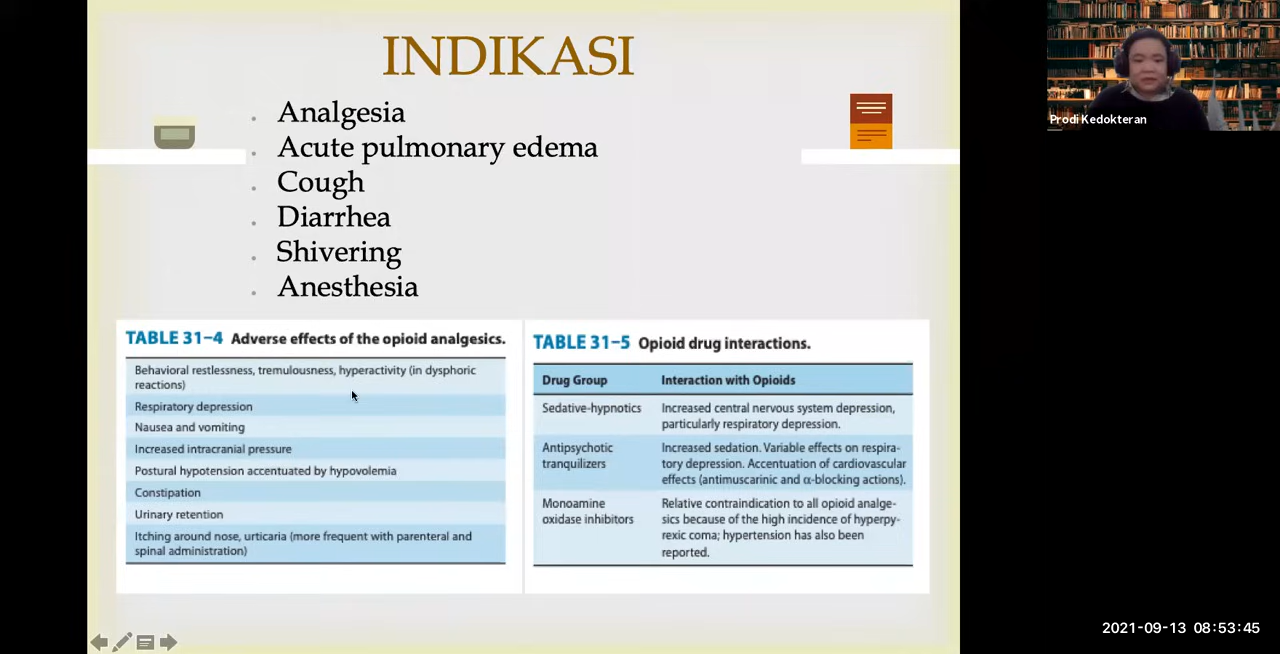 INDIKASI
Analgesia
Acute pulmonary edema
Cough
Diarrhea
Shivering
Anesthesia
TABLE 31–4 Adverse effects of the opioid analgesics.
Behavioral restlessness, tremulousness, hyperactivity (in dysphoric
reactions)
Respiratory depression
Nausea and vomiting
Increased intracranial pressure
Postural hypotension accentuated by hypovolemia
Constipation
Urinary retention
Itching around nose, urticaria (more frequent with parenteral and
spinal administration)
TABLE 31–5 Opioid drug interactions.
Drug Group Interaction with Opioids
Sedative-hypnotics Increased central nervous system depression,
particularly respiratory depression.
Antipsychotic Increased sedation. Variable effects on respira-
tranquilizers tory depression. Accentuation of cardiovascular
effects (antimuscarinic and α-blocking actions).
Monoamine Relative contraindication to all opioid analge-
oxidase inhibitors sics because of the high incidence of hyperpy-
rexic coma; hypertension has also been
reported.
Prodi Kedokteran
2021-09-13 08:53:45